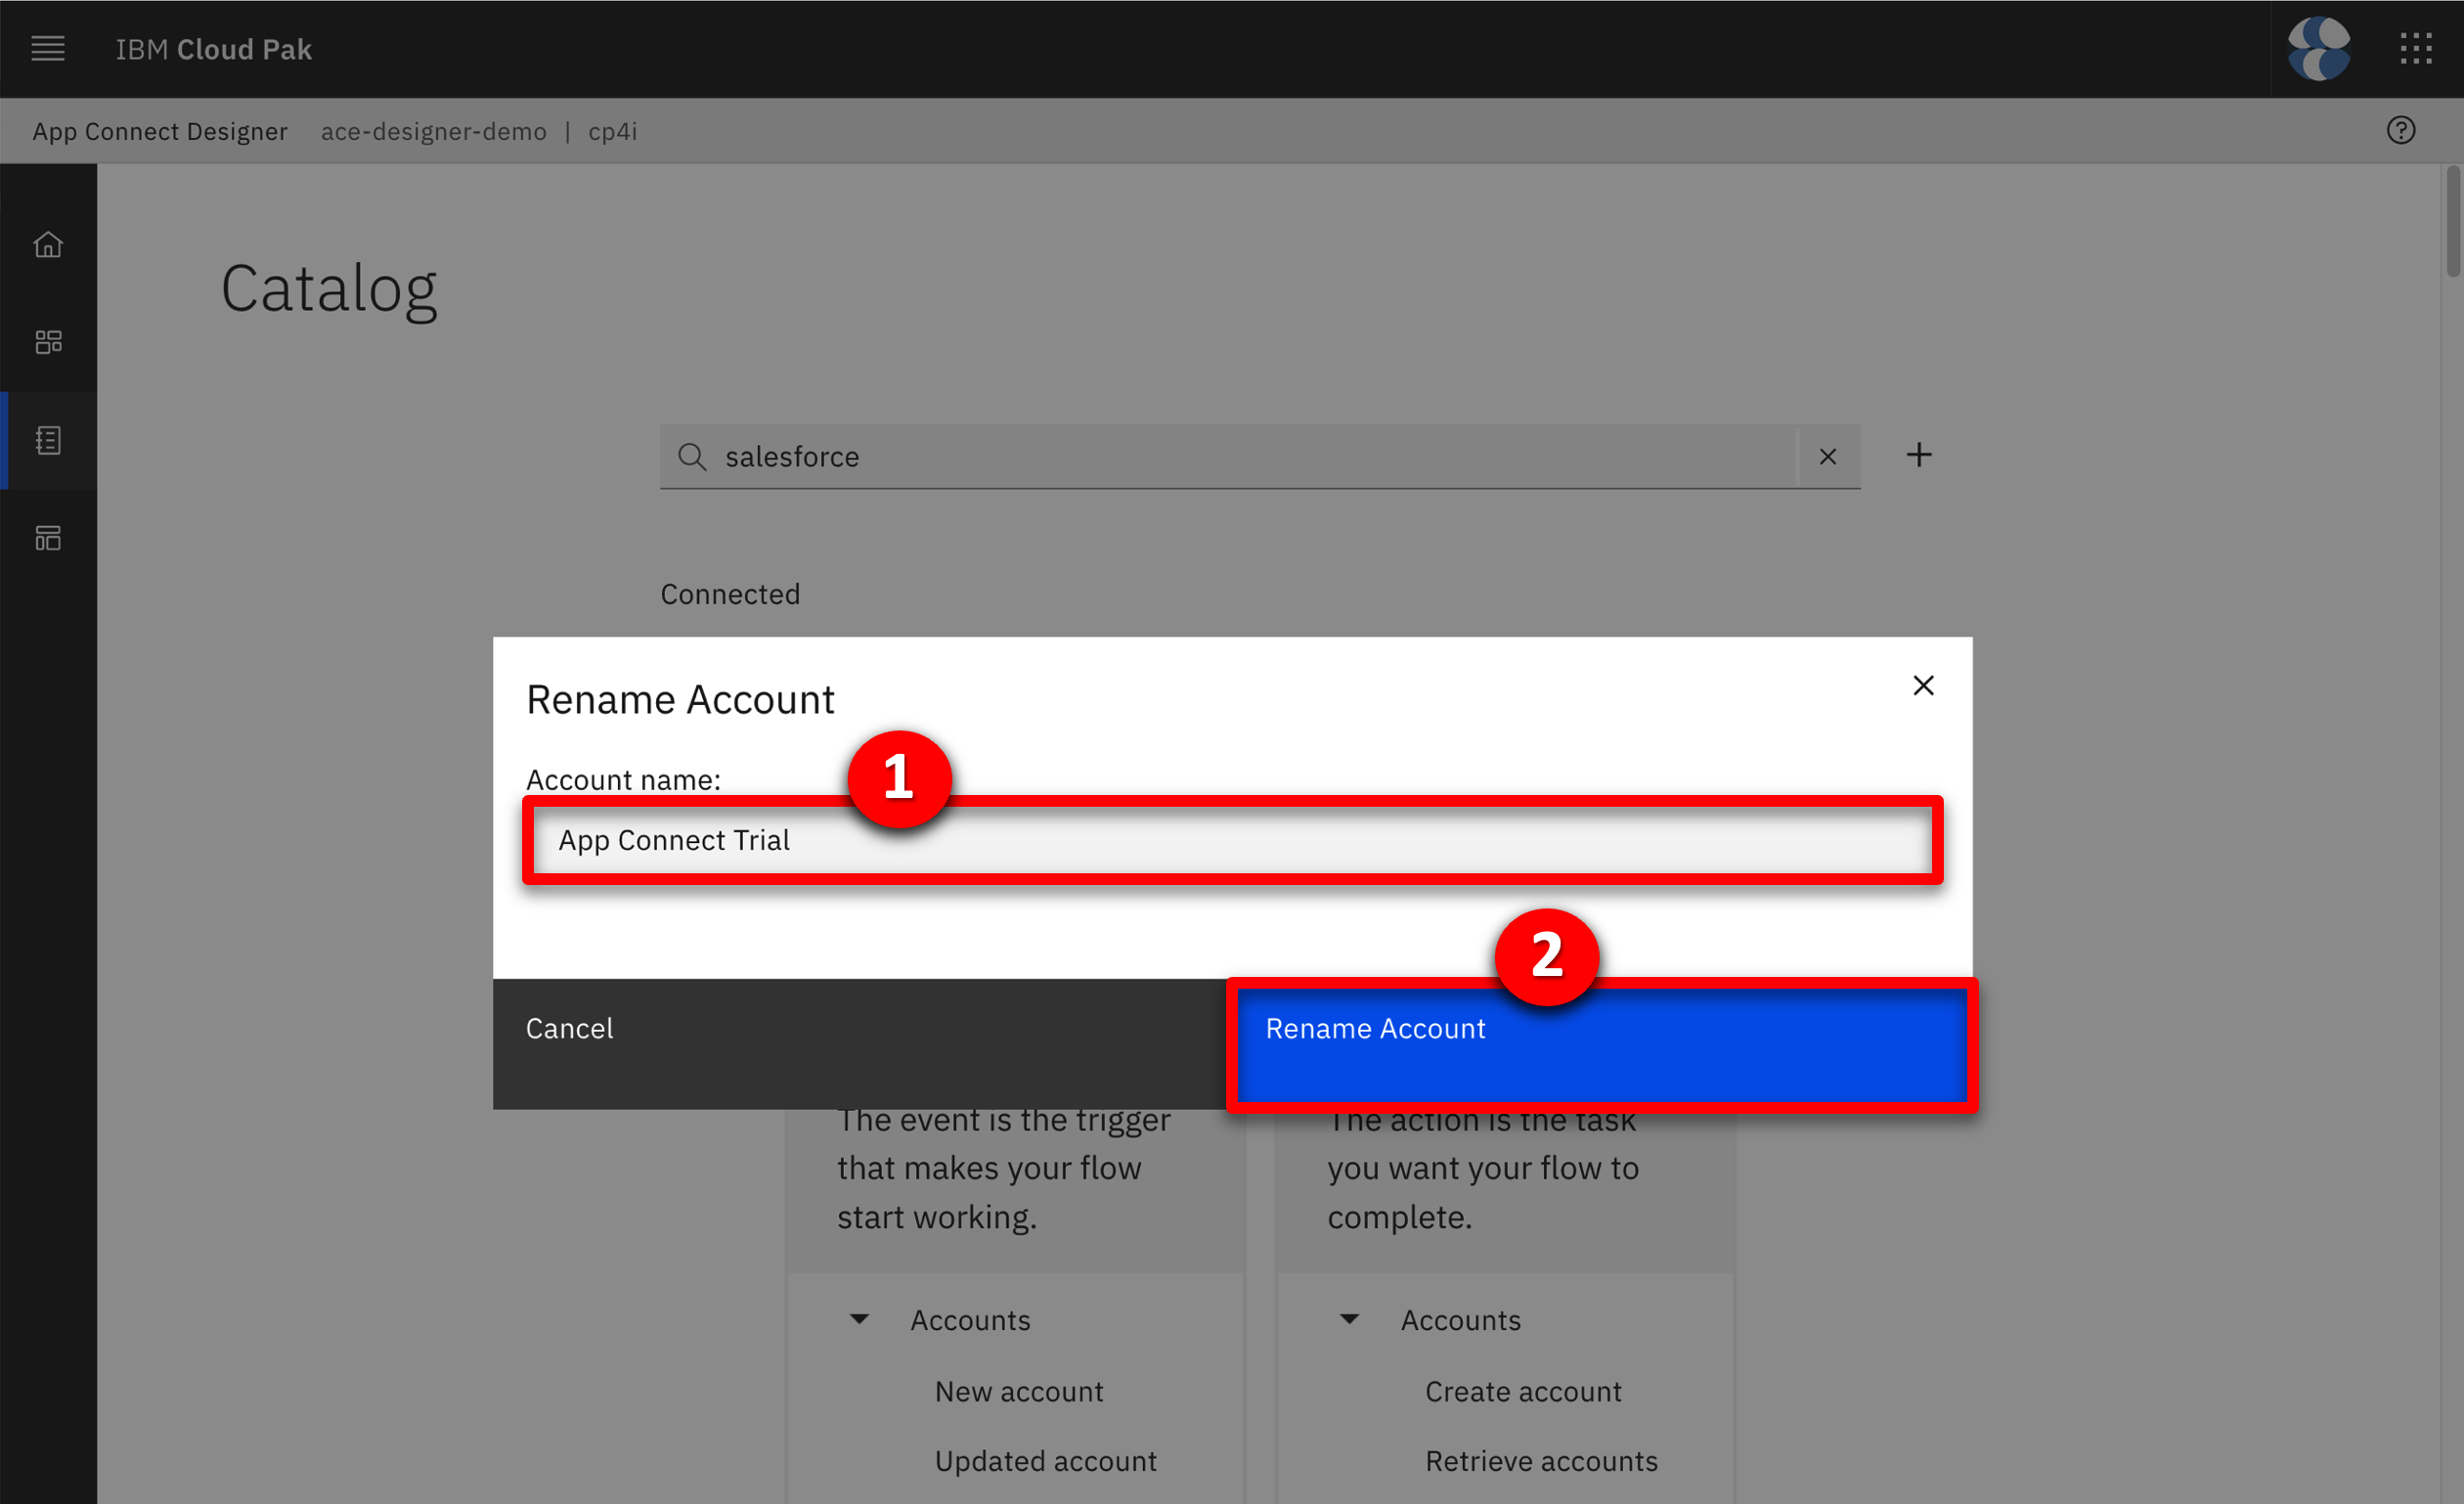 IBM Cloud Pak
App Connect Designer ace-designer-demo | cp4i
Catalog
salesforce
Connected
Rename Account
Account name:
1
App Connect Trial
2
Cancel
Rename Account
The event is the trigger
that makes your flow
start working.
The action is the task
you want your flow to
complete.
Accounts
New account
Updated account
Accounts
Create account
Retrieve accounts